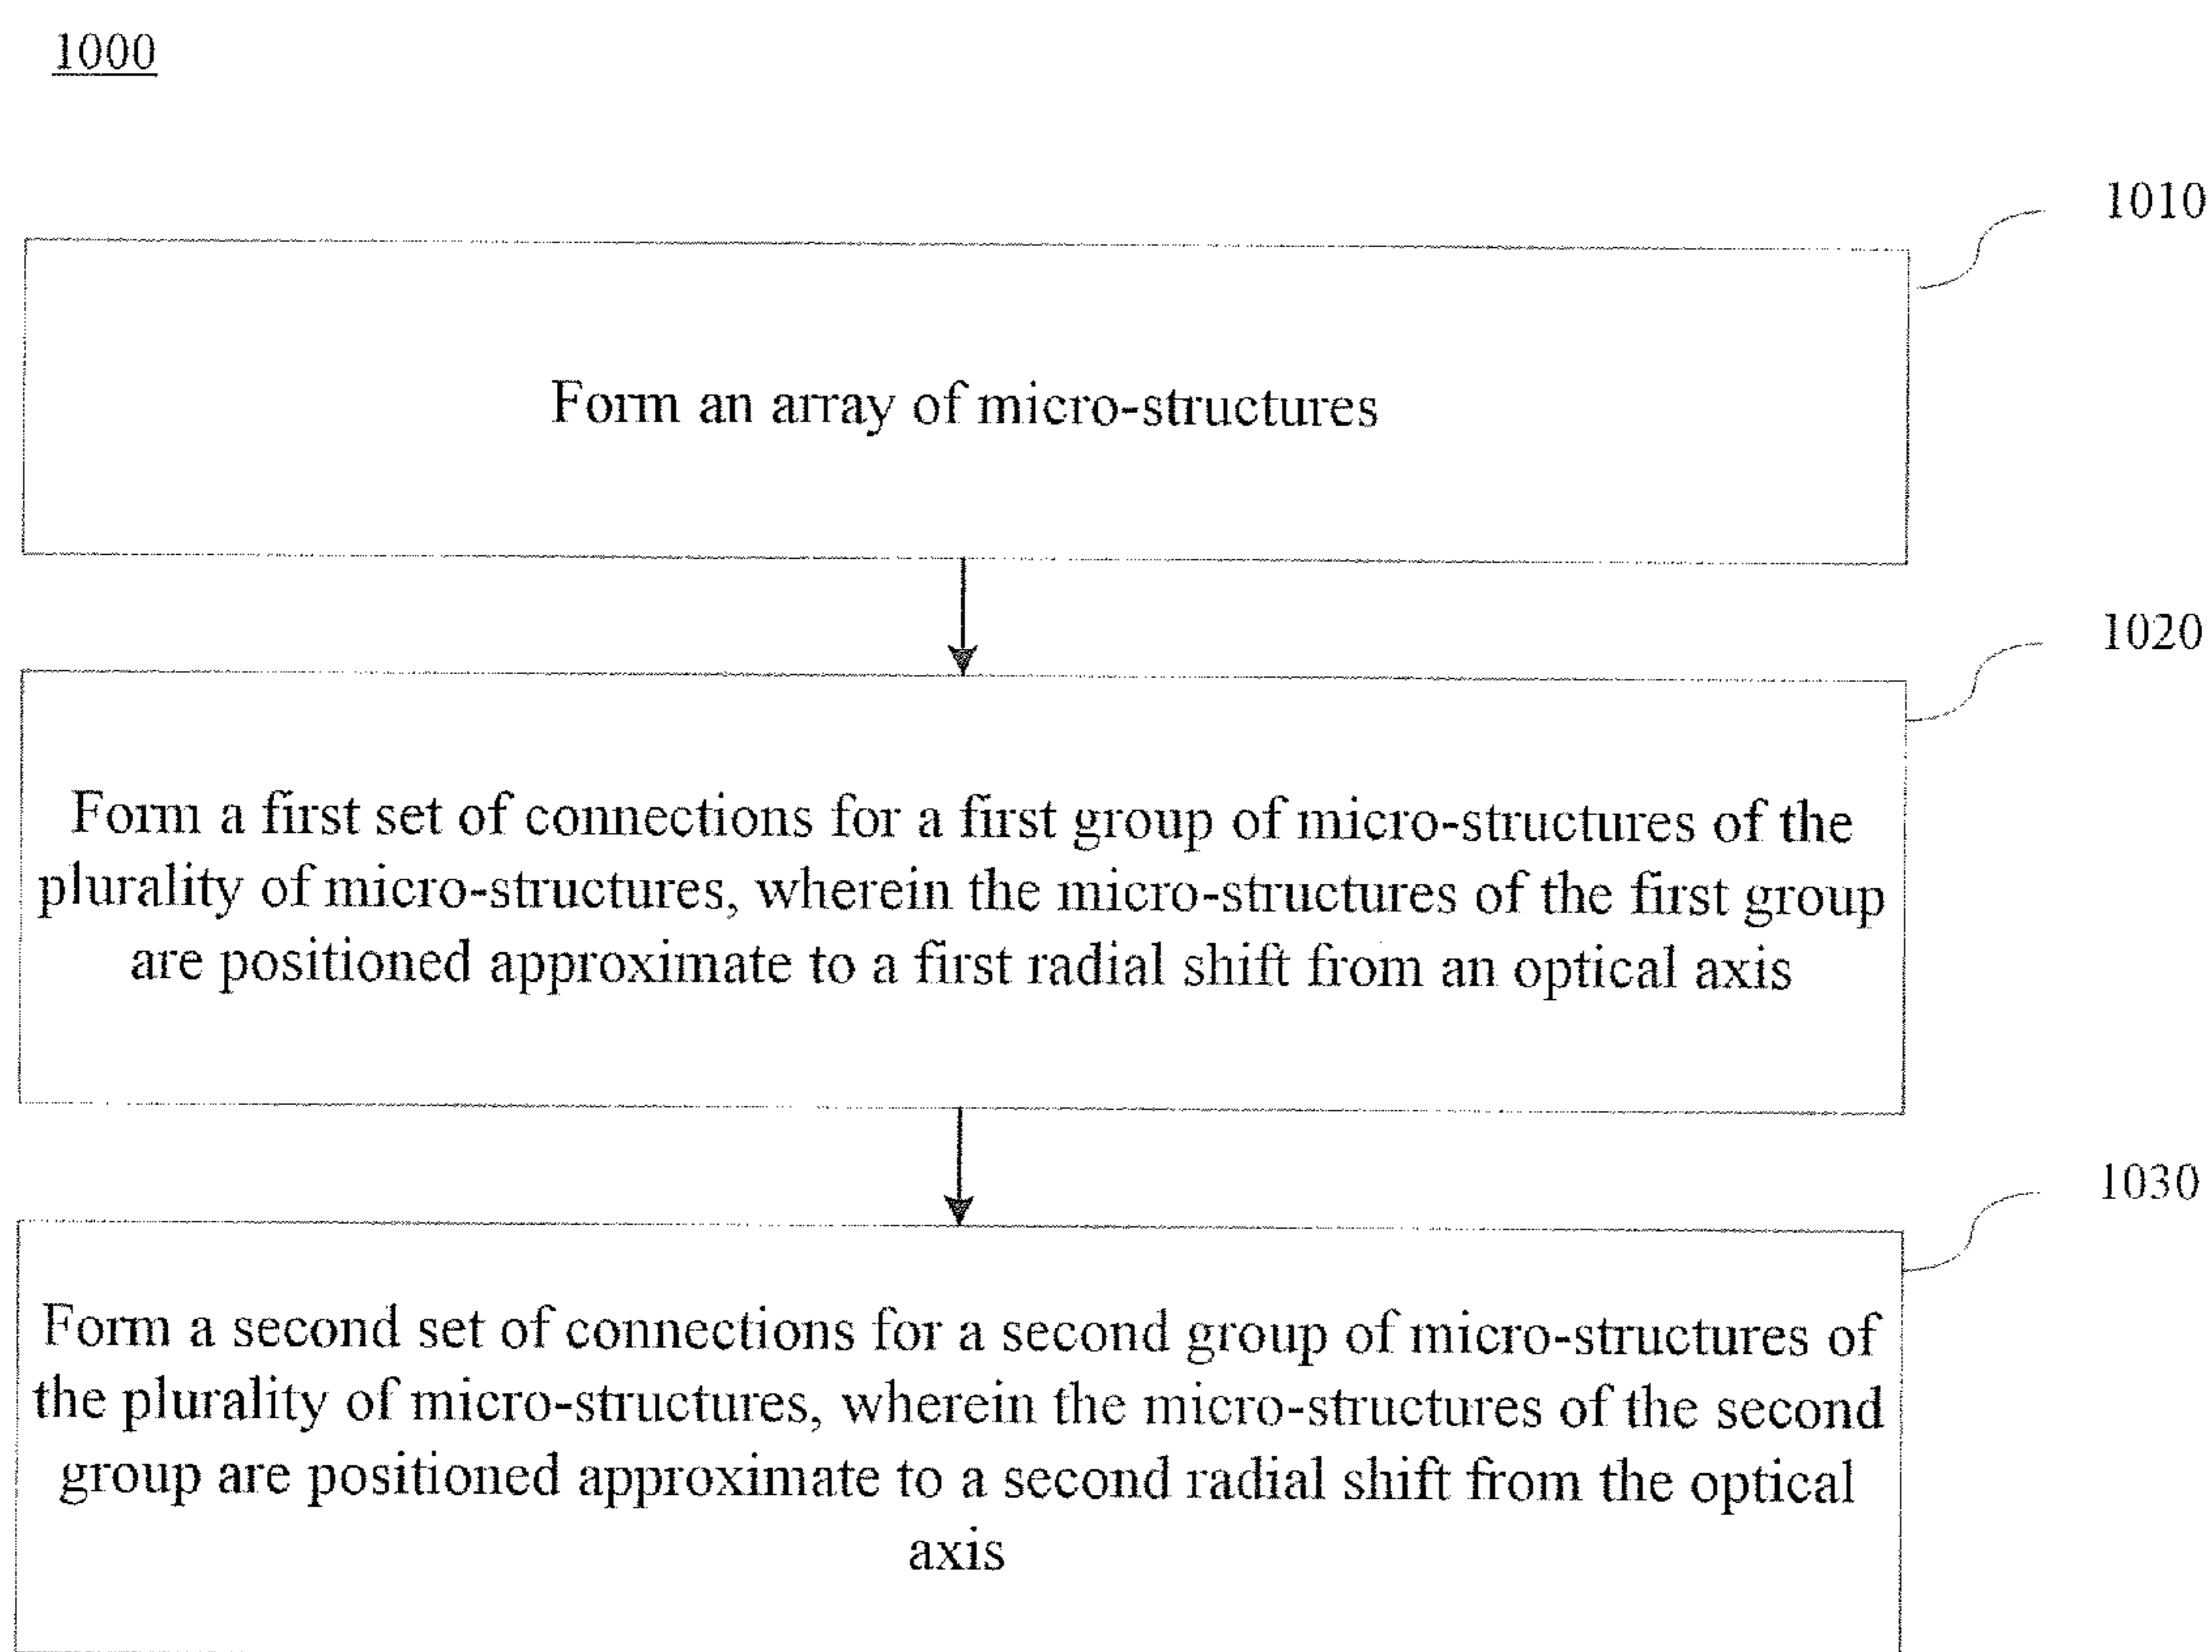 1000
1010
Form an array of micro-structures
1020
Form a first set of connections for a first group of micro-structures of the
plurality of micro-structures, wherein the micro-structures of the first group
are positioned approximate to a first radial shift from an optical axis
1030
Form a second set of connections for a second group of micro-structures of
the plurality of micro-structures, wherein the micro-structures of the second
group are positioned approximate to a second radial shift from the optical
axis